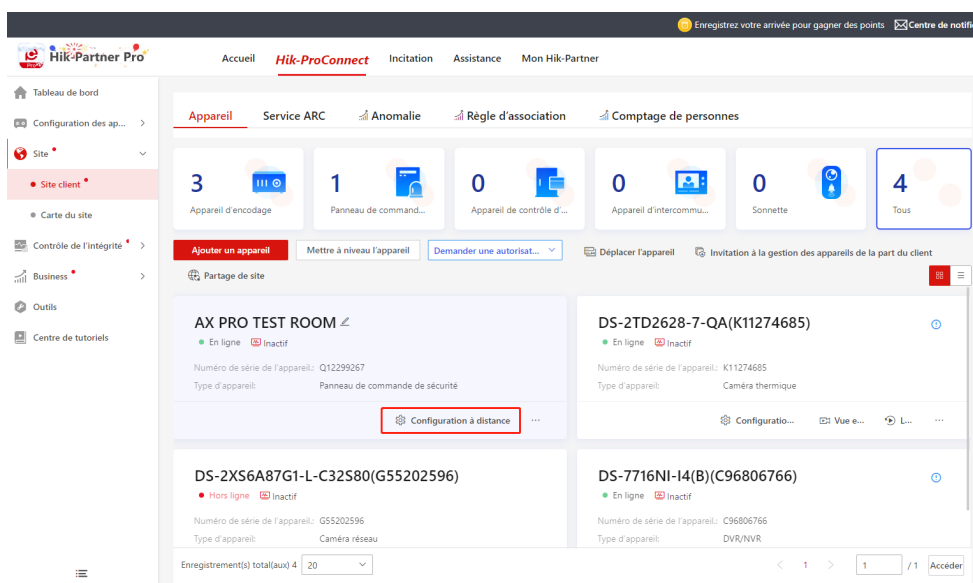 Enregistrez votre arrivée pour gagner des points Centre de notifi
Hik-Partner Pro
Accueil Hik-ProConnect Incitation Assistance Mon Hik-Partner
Tableau de bord
Configuration des ap...
Site
Site client
Carte du site
Contrôle de l'intégrité
Business
Outils
Centre de tutoriels
Appareil Service ARC Anomalie Règle d'association Comptage de personnes
3 1 0 0 0 4
Appareil d'encodage Panneau de command... Appareil de contrôle d'... Appareil d'intercommu... Sonnette Tous
Ajouter un appareil Mettre à niveau l'appareil Demander une autorisat... Déplacer l'appareil Invitation à la gestion des appareils de la part du client
Partage de site
AX PRO TEST ROOM
En ligne Inactif
Numéro de série de l'appareil.: Q12299267
Type d'appareil: Panneau de commande de sécurité
Configuration à distance ...
DS-2TD2628-7-QA(K11274685)
En ligne Inactif
Numéro de série de l'appareil.: K11274685
Type d'appareil: Caméra thermique
Configuratio... Vue e... L... ...
DS-2XS6A87G1-L-C32S80(G55202596)
Hors ligne Inactif
Numéro de série de l'appareil.: G55202596
Type d'appareil: Caméra réseau
DS-7716NI-I4(B)(C96806766)
En ligne Inactif
Numéro de série de l'appareil.: C96806766
Type d'appareil: DVR/NVR
Enregistrement(s) total(aux) 4 20 < 1 > 1 / 1 Accéder